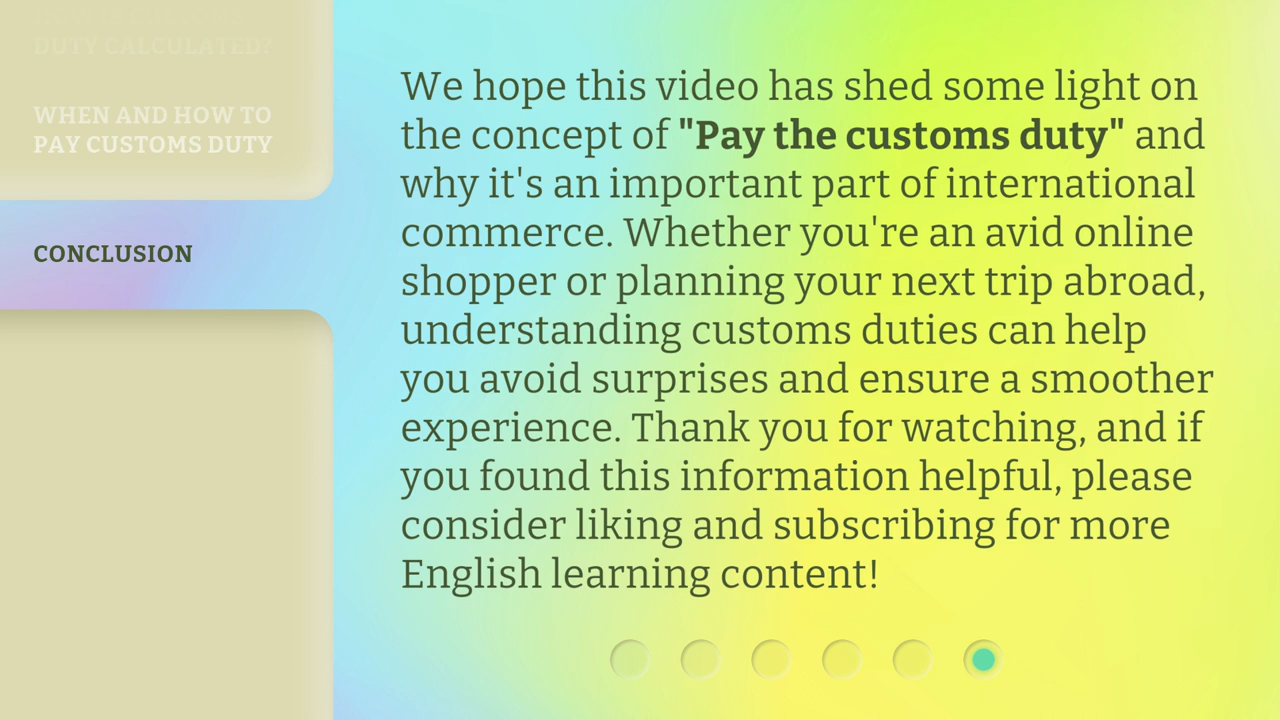 DUTY CALCULATED?
WHEN AND HOW TO
PAY CUSTOMS DUTY
CONCLUSION
We hope this video has shed some light on
the concept of "Pay the customs duty" and
why it's an important part of international
commerce. Whether you're an avid online
shopper or planning your next trip abroad,
understanding customs duties can help
you avoid surprises and ensure a smoother
experience. Thank you for watching, and if
you found this information helpful, please
consider liking and subscribing for more
English learning content!